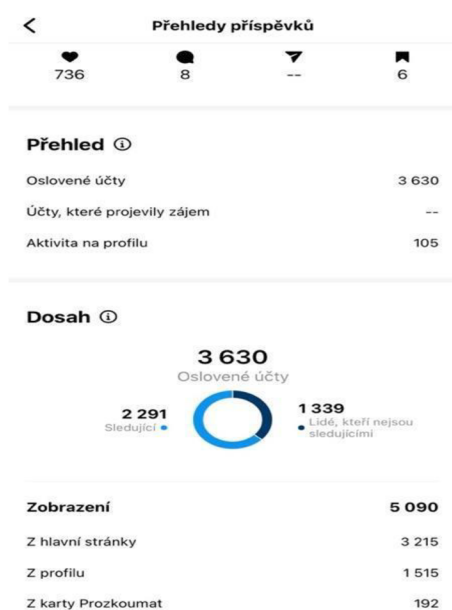 Přehledy příspěvků
736 8 -- 6
Přehled
Oslovené účty 3 630
Účty, které projevily zájem --
Aktivita na profilu 105
Dosah
3 630
Oslovené účty
2 291
Sledující
1 339
Lidé, kteří nejsou
sledujícími
Zobrazení 5 090
Z hlavní stránky 3 215
Z profilu 1 515
Z karty Prozkoumat 192